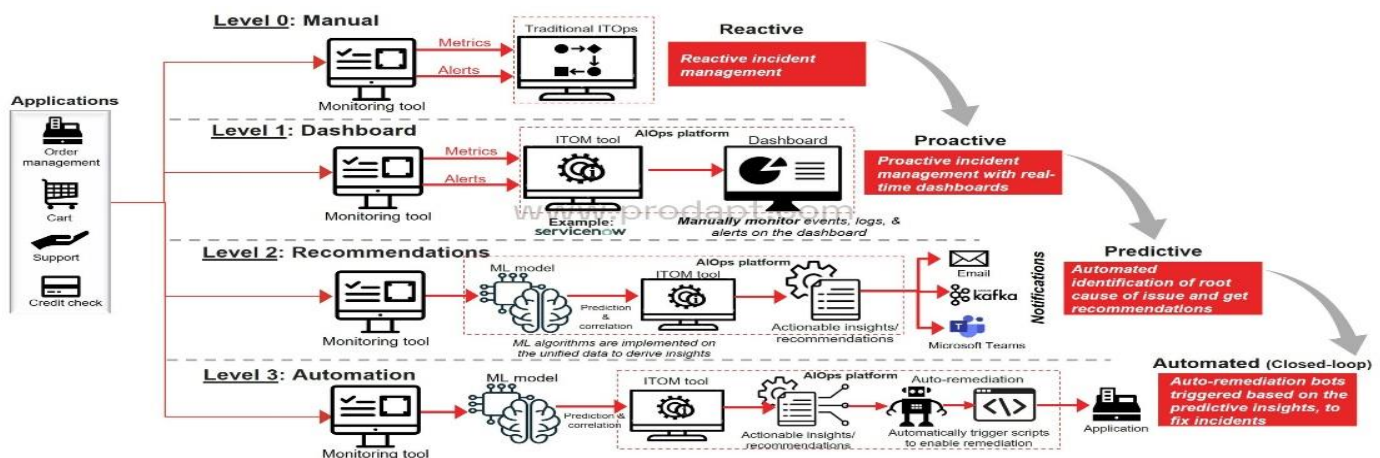 Applications
Order
management
Cart
Support
Credit check
Level 0: Manual
Monitoring tool
Metrics
Alerts
Traditional ITOps
Reactive
Reactive incident
management
Level 1: Dashboard
Monitoring tool
Metrics
Alerts
AIOps platform
ITOM tool
Example:
servicenow
Dashboard
Manually monitor events, logs, &
alerts on the dashboard
Proactive
Proactive incident
management with real-
time dashboards
www.prodapt.com
Level 2: Recommendations
Monitoring tool
AIOps platform
ML model
Prediction
&
correlation
ITOM tool
ML algorithms are implemented on
the unified data to derive insights
Actionable insights/
recommendations
Email
kafka
Microsoft Teams
Notifications
Predictive
Automated
identification of root
cause of issue and get
recommendations
Level 3: Automation
Monitoring tool
ML model
Prediction &
correlation
AIOps platform
ITOM tool
Actionable insights/
recommendations
Auto-remediation
Automatically trigger scripts
to enable remediation
Application
Automated (Closed-loop)
Auto-remediation bots
triggered based on the
predictive insights, to
fix incidents